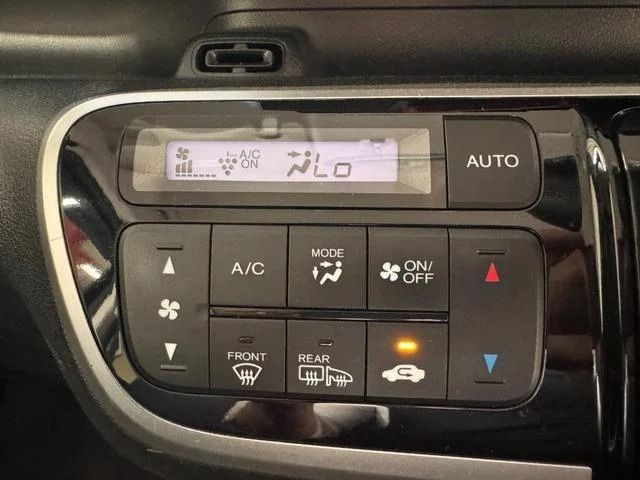 A/C
ON
Lo
AUTO
A/C
MODE
ON/
OFF
FRONT
REAR